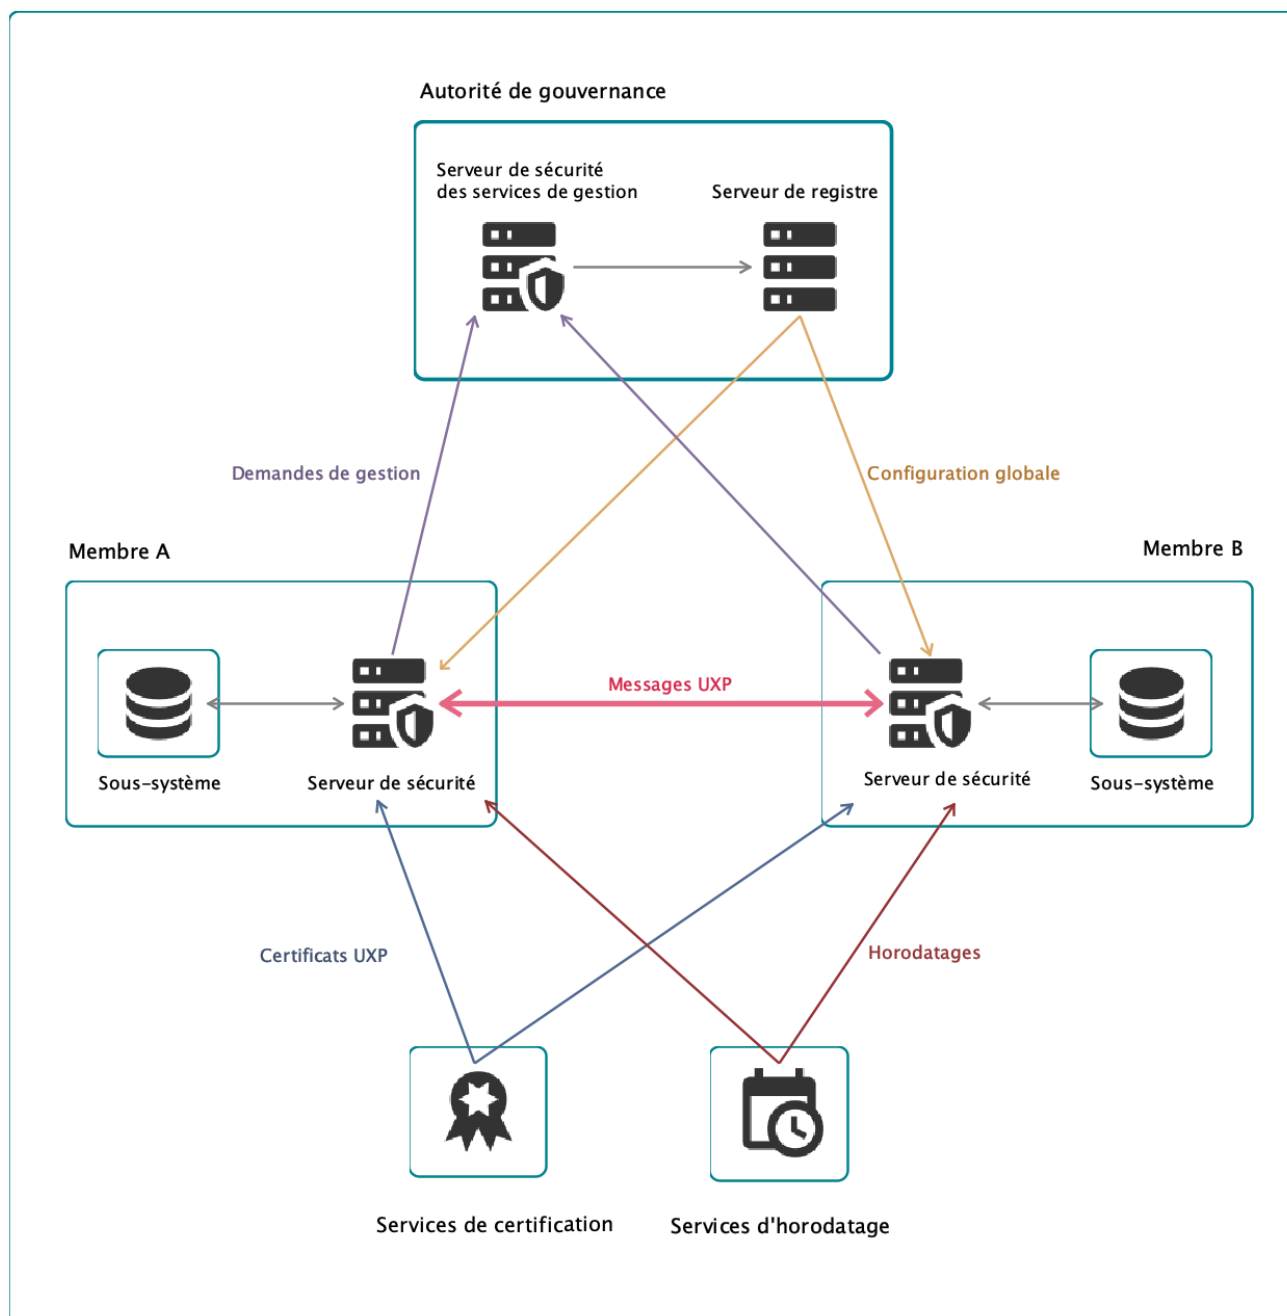 Autorité de gouvernance
Serveur de sécurité
des services de gestion
Serveur de registre
Demandes de gestion
Configuration globale
Membre A
Membre B
Messages UXP
Sous-système
Serveur de sécurité
Serveur de sécurité
Sous-système
Certificats UXP
Horodatages
Services de certification
Services d'horodatage